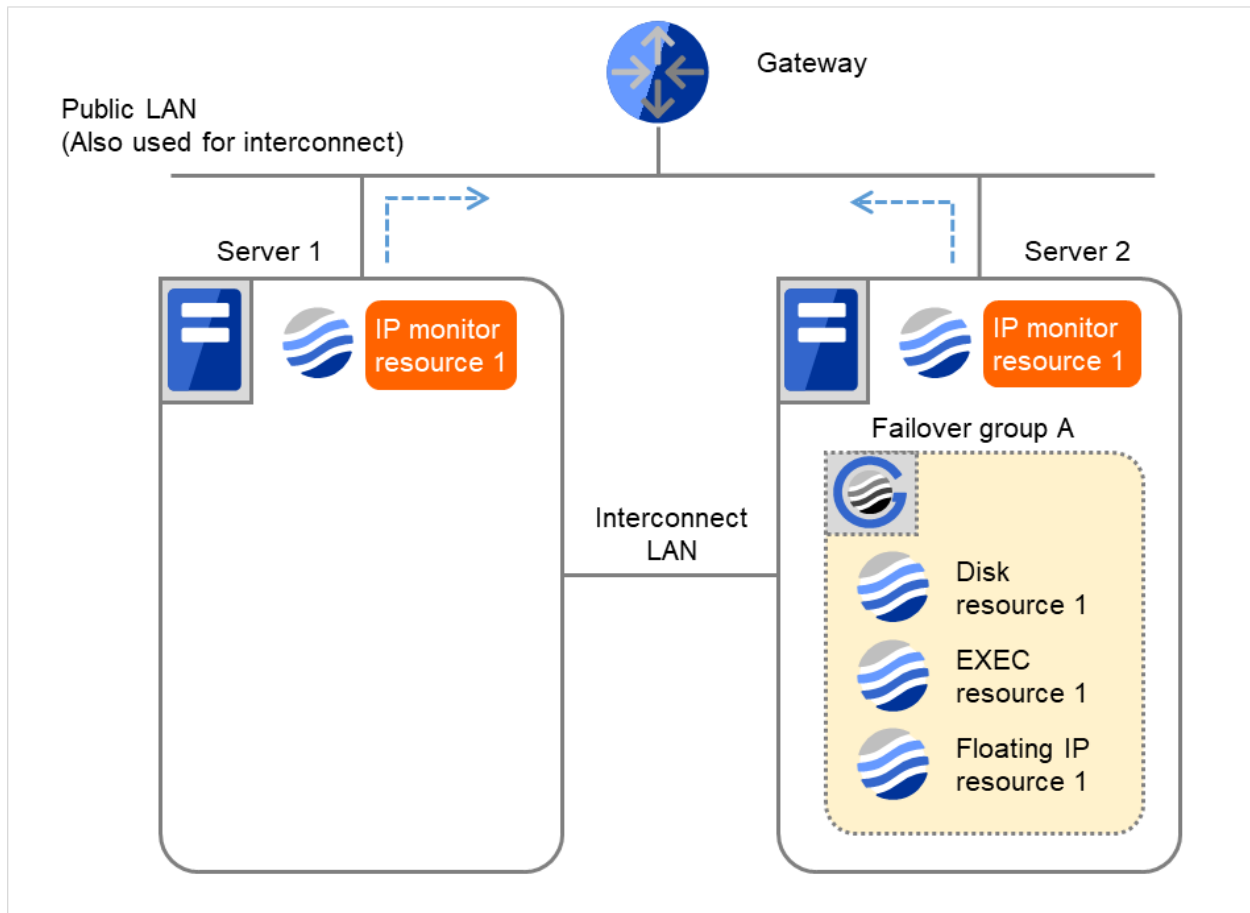 Gateway
Public LAN
(Also used for interconnect)
Server 1
Server 2
IP monitor
resource 1
IP monitor
resource 1
Failover group A
Interconnect
LAN
Disk
resource 1
EXEC
resource 1
Floating IP
resource 1